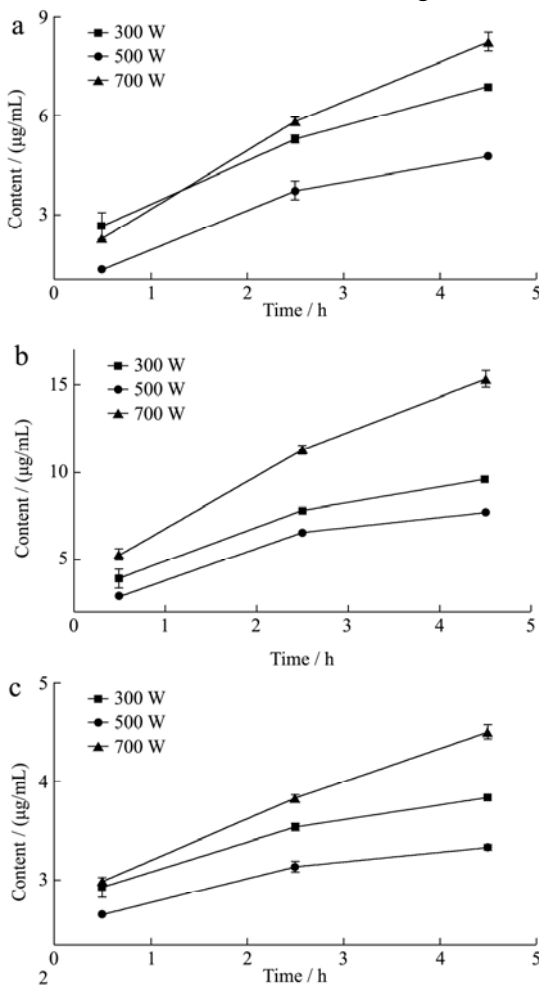 a
9
300 W
500 W
700 W
6
3
Content / (μg/mL)
0 1 2 3 4 5
Time / h
b
300 W
500 W
700 W
15
10
5
Content / (μg/mL)
0 1 2 3 4 5
Time / h
c
5
300 W
500 W
700 W
4
3
Content / (μg/mL)
0 1 2 3 4 5
2
Time / h